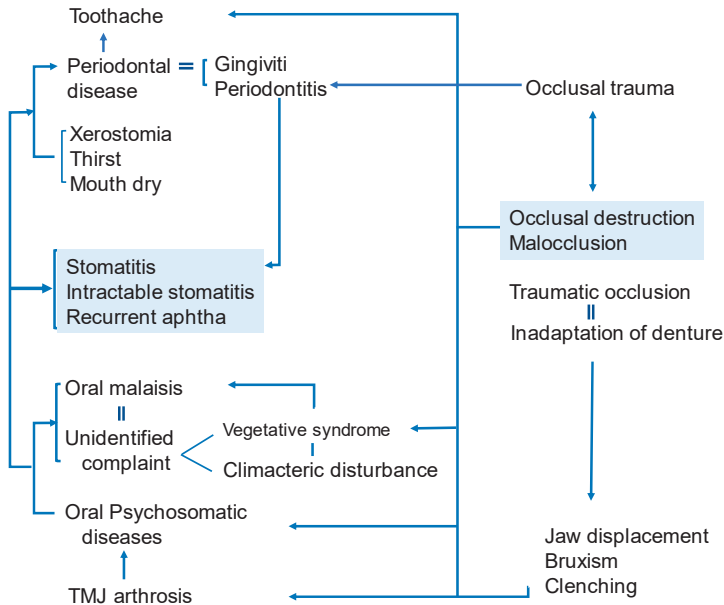 Toothache
Periodontal
disease
=
Gingiviti
Periodontitis
Occlusal trauma
Xerostomia
Thirst
Mouth dry
Occlusal destruction
Malocclusion
Stomatitis
Intractable stomatitis
Recurrent aphtha
Traumatic occlusion
=
Inadaptation of denture
Oral malaisis
=
Unidentified
complaint
Vegetative syndrome
Climacteric disturbance
Oral Psychosomatic
diseases
Jaw displacement
Bruxism
Clenching
TMJ arthrosis